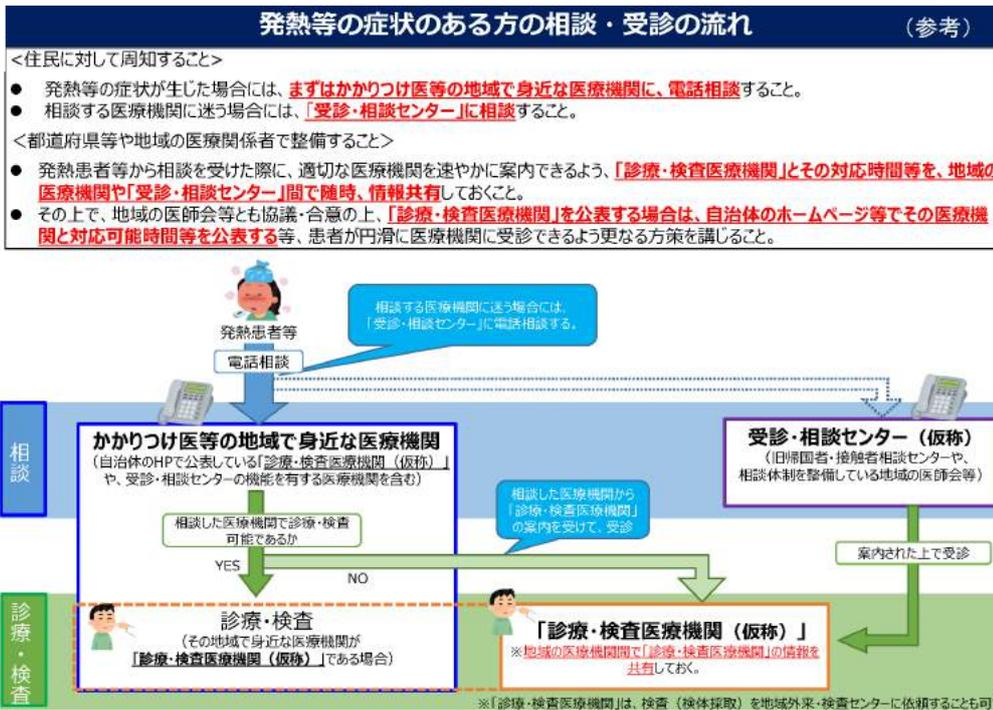 発熱等の症状のある方の相談・受診の流れ
（参考）
<住民に対して周知すること>
● 発熱等の症状が生じた場合には、まずはかかりつけ医等の地域で身近な医療機関に、電話相談すること。
● 相談する医療機関に迷う場合には、「受診・相談センター」に相談すること。
<都道府県等や地域の医療関係者で整備すること>
● 発熱患者等から相談を受けた際に、適切な医療機関を速やかに案内できるよう、「診療・検査医療機関」とその対応時間等を、地域の
医療機関や「受診・相談センター」間で随時、情報共有しておくこと。
● その上で、地域の医師会等とも協議・合意の上、「診療・検査医療機関」を公表する場合は、自治体のホームページ等でその医療機
関と対応可能時間等を公表する等、患者が円滑に医療機関に受診できるよう更なる方策を講じること。
発熱患者等
相談する医療機関に迷う場合には、
「受診・相談センター」に電話相談する。
電話相談
相談
かかりつけ医等の地域で身近な医療機関
（自治体のHPで公表している「診療・検査医療機関（仮称）」
や、受診・相談センターの機能を有する医療機関を含む）
受診・相談センター（仮称）
（旧帰国者・接触者相談センターや、
相談体制を整備している地域の医師会等）
相談した医療機関で診療・検査
可能であるか
相談した医療機関から
「診療・検査医療機関」
の案内を受けて、受診
案内された上で受診
YES
NO
診療・検査
診療・検査
（その地域で身近な医療機関が
「診療・検査医療機関（仮称）」である場合）
「診療・検査医療機関（仮称）」
※地域の医療機関間で「診療・検査医療機関」の情報を
共有しておく。
※「診療・検査医療機関」は、検査（検体採取）を地域外来・検査センターに依頼することも可